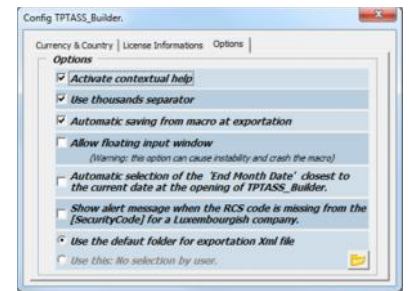 Config TPTASS_Builder.
Currency & Country
License Informations
Options
Options
Activate contextual help
Use thousands separator
Automatic saving from macro at exportation
Allow floating input window
(Warning: this option can cause instability and crash the macro)
Automatic selection of the 'End Month Date' closest to
the current date at the opening of TPTASS_Builder.
Show alert message when the RCS code is missing from the
[SecurityCode] for a Luxembourgish company.
Use the defaut folder for exportation Xml file
Use this: No selection by user.